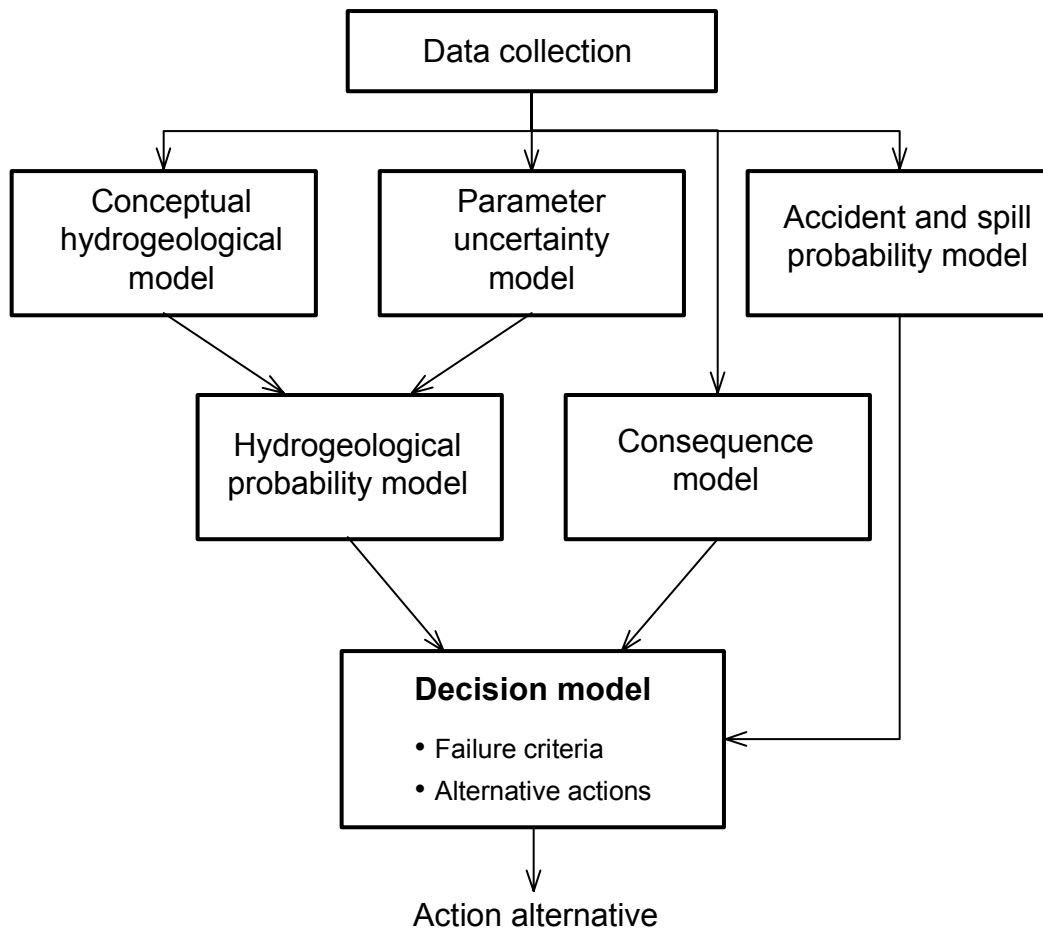 Data collection
Conceptual
hydrogeological
model
Parameter
uncertainty
model
Accident and spill
probability model
Hydrogeological
probability model
Consequence
model
Decision model
• Failure criteria
• Alternative actions
Action alternative